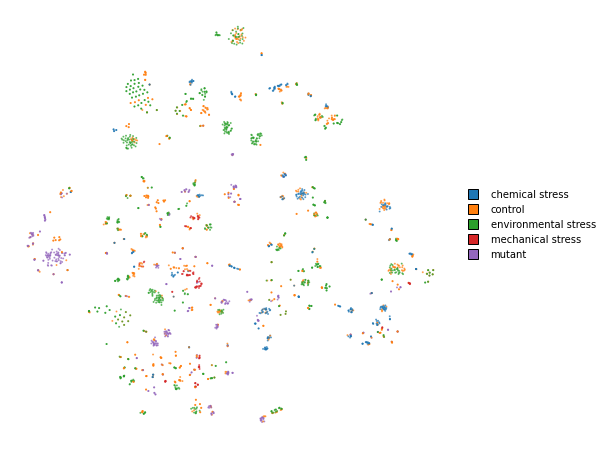 chemical stress
control
environmental stress
mechanical stress
mutant